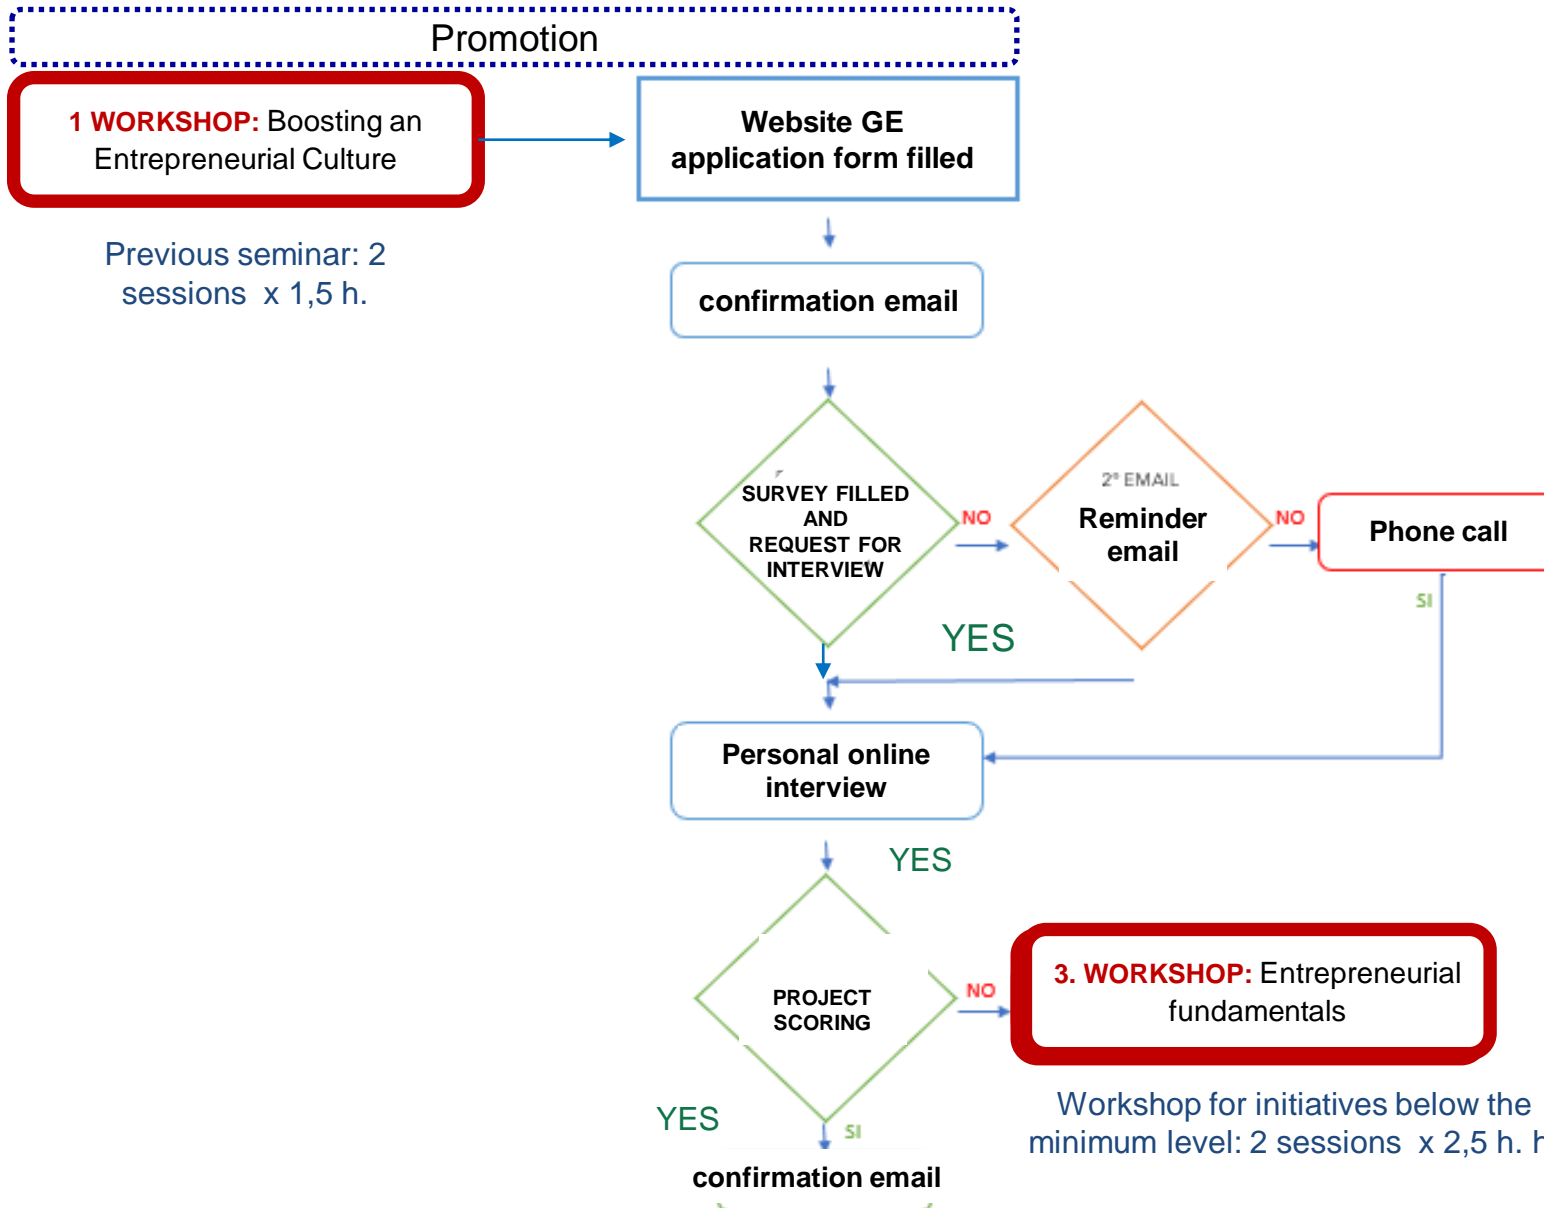 Promotion
1 WORKSHOP: Boosting an
Entrepreneurial Culture
Website GE
application form filled
Previous seminar: 2
sessions x 1,5 h.
confirmation email
SURVEY FILLED
AND
REQUEST FOR
INTERVIEW
NO
2º EMAIL
Reminder
email
NO
Phone call
SI
YES
Personal online
interview
YES
PROJECT
SCORING
NO
3. WORKSHOP: Entrepreneurial
fundamentals
Workshop for initiatives below the
minimum level: 2 sessions x 2,5 h. h
YES
SI
confirmation email